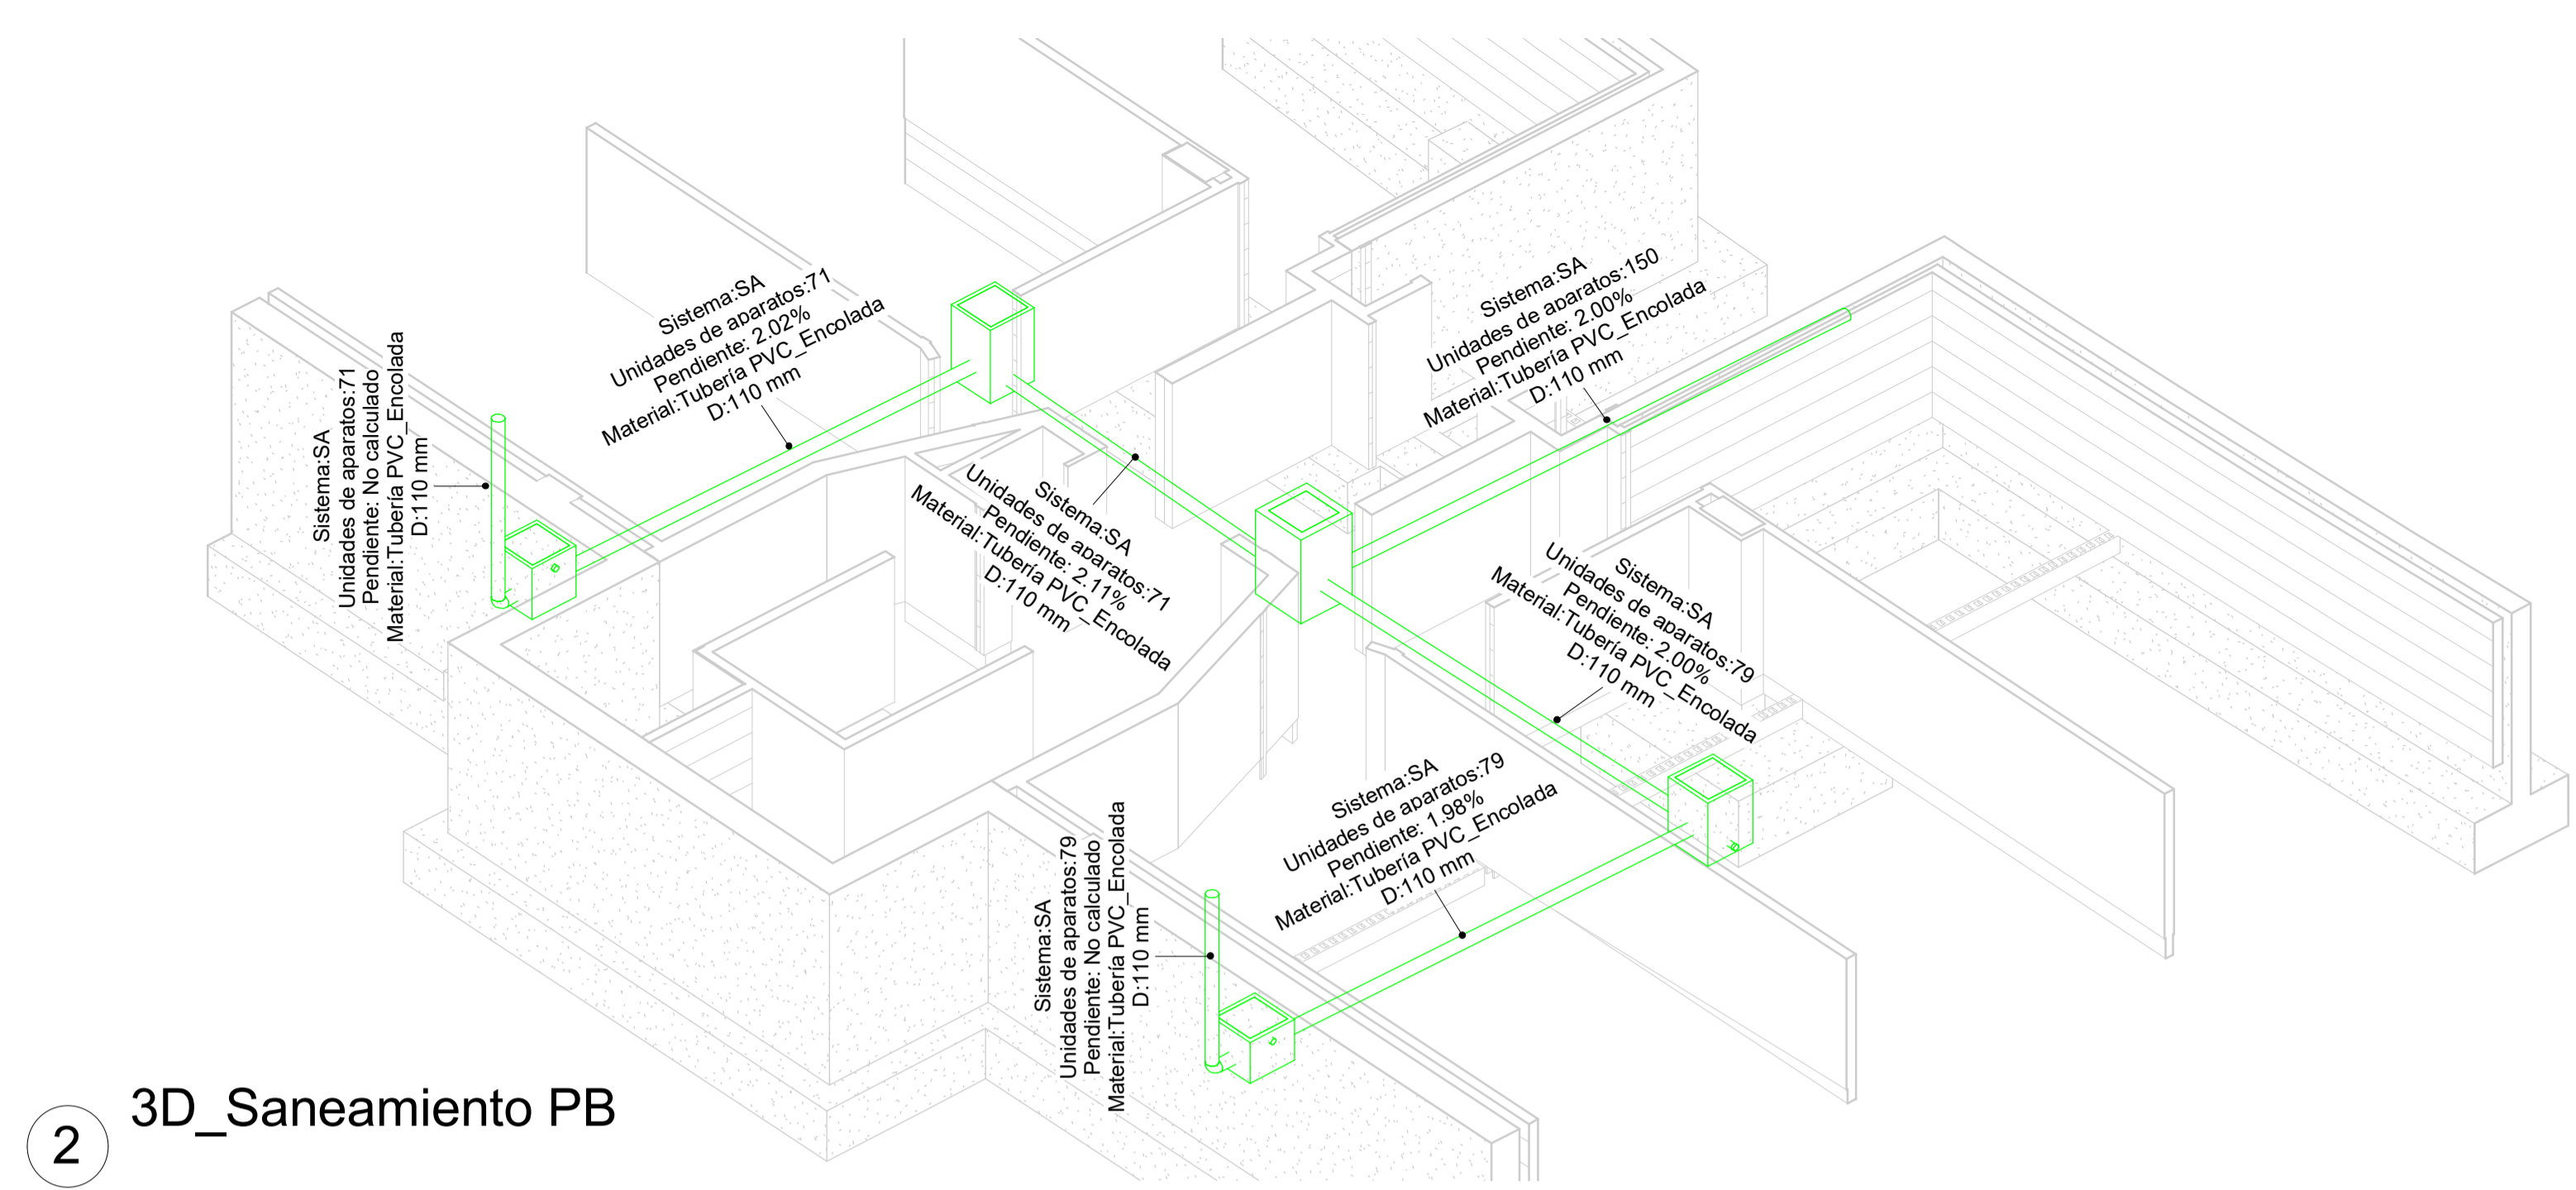 Sistema:SA
Unidades de aparatos:71
Pendiente: No calculado
Material:Tubería PVC_Encolada
D:110 mm
Sistema:SA
Unidades de aparatos:71
Pendiente: 2.02%
Material:Tubería PVC_Encolada
D:110 mm
Sistema:SA
Unidades de aparatos:71
Pendiente: 2.11%
Material:Tubería PVC_Encolada
D:110 mm
Sistema:SA
Unidades de aparatos:150
Pendiente: 2.00%
Material:Tubería PVC_Encolada
D:110 mm
Sistema:SA
Unidades de aparatos:79
Pendiente: 2.00%
Material:Tubería PVC_Encolada
D:110 mm
Sistema:SA
Unidades de aparatos:79
Pendiente: 1.98%
Material:Tubería PVC_Encolada
D:110 mm
Sistema:SA
Unidades de aparatos:79
Pendiente: No calculado
Material:Tubería PVC_Encolada
D:110 mm
3D_Saneamiento PB
2